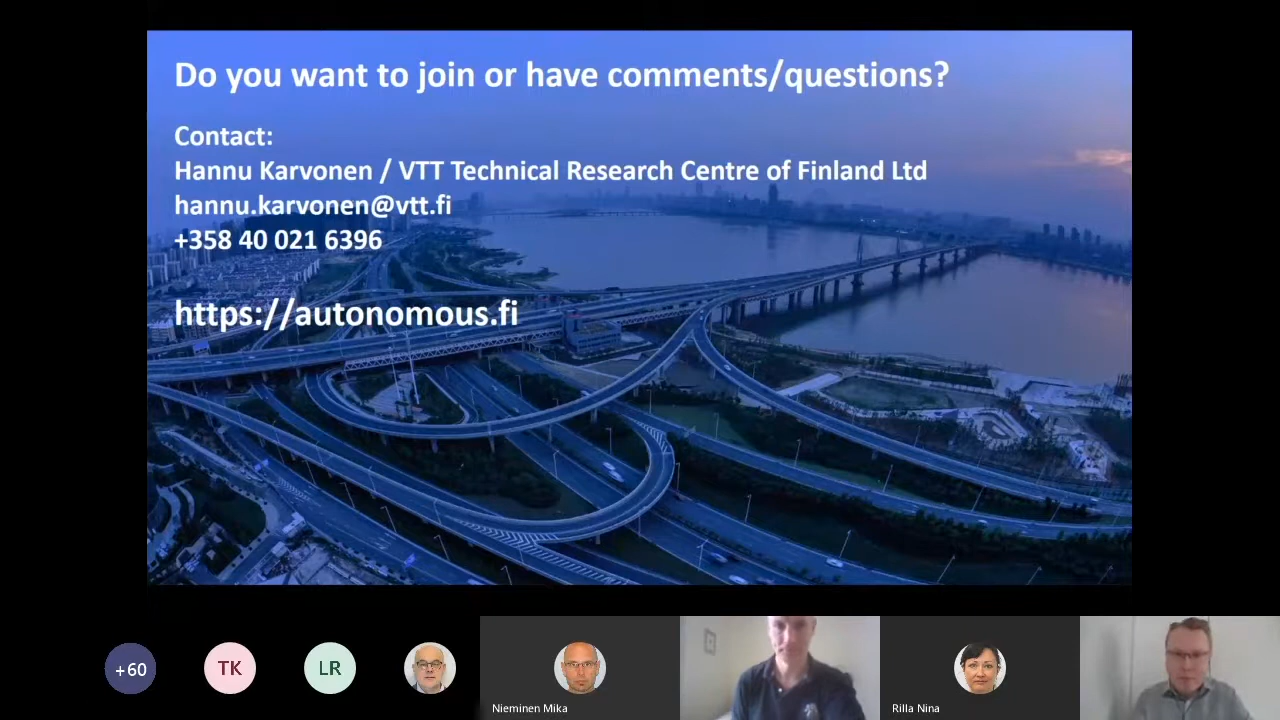 Do you want to join or have comments/questions?
Contact:
Hannu Karvonen / VTT Technical Research Centre of Finland Ltd
hannu.karvonen@vtt.fi
+358 40 021 6396
https://autonomous.fi
+60
TK
LR
Nieminen Mika
Rilla Nina